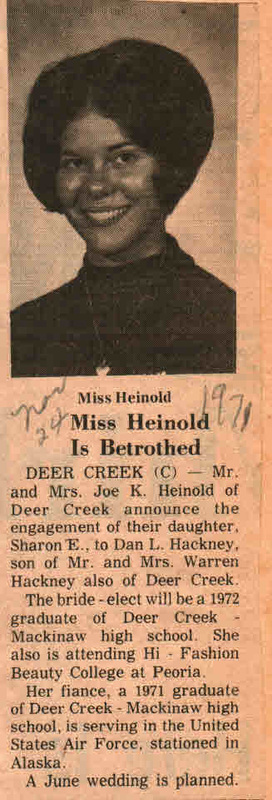 Miss Heinold
Nov
24
1971
Miss Heinold
Is Betrothed
DEER CREEK (C) — Mr.
and Mrs. Joe K. Heinold of
Deer Creek announce the
engagement of their daughter,
Sharon E., to Dan L. Hackney,
son of Mr. and Mrs. Warren
Hackney also of Deer Creek.
The bride - elect will be a 1972
graduate of Deer Creek -
Mackinaw high school. She
also is attending Hi - Fashion
Beauty College at Peoria.
Her fiance, a 1971 graduate
of Deer Creek - Mackinaw high
school, is serving in the United
States Air Force, stationed in
Alaska.
A June wedding is planned.